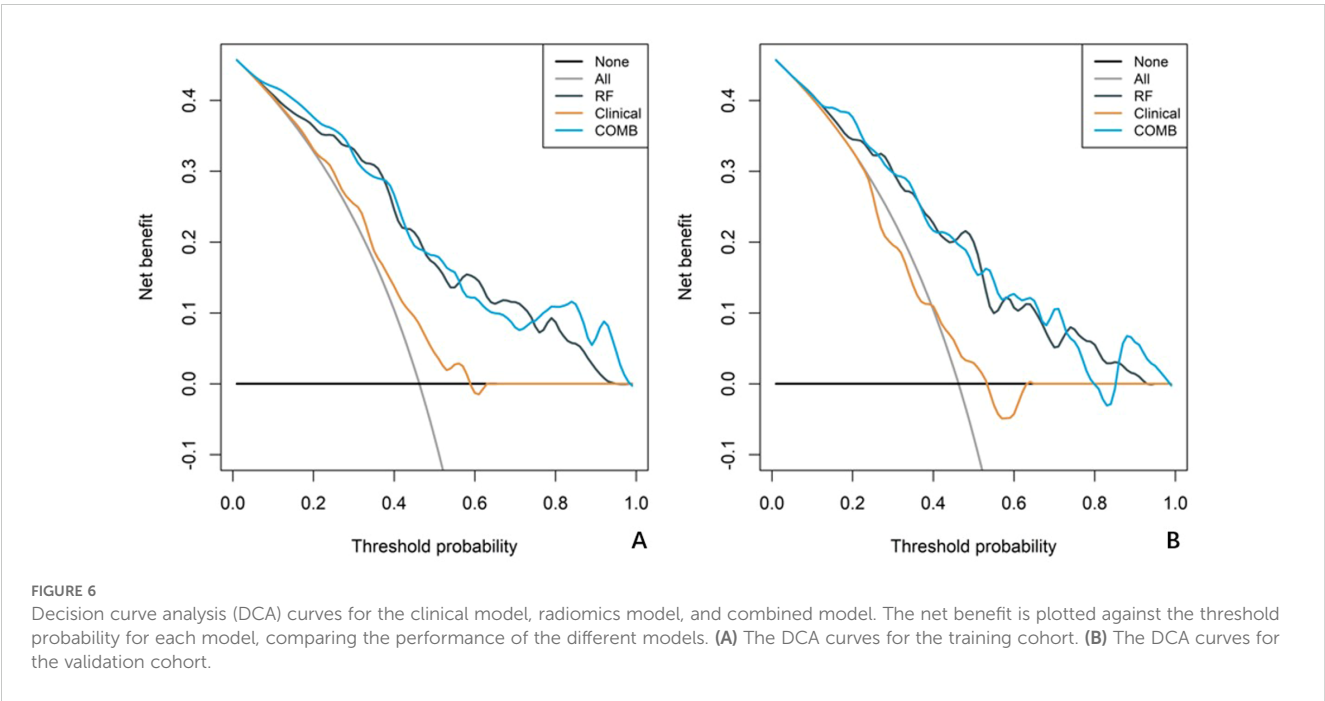 None
All
RF
Clinical
COMB
0.4
0.3
0.2
0.1
0.0
-0.1
Net benefit
0.0 0.2 0.4 0.6 0.8 1.0
Threshold probability
A
None
All
RF
Clinical
COMB
0.4
0.3
0.2
0.1
0.0
-0.1
Net benefit
0.0 0.2 0.4 0.6 0.8 1.0
Threshold probability
B
FIGURE 6
Decision curve analysis (DCA) curves for the clinical model, radiomics model, and combined model. The net benefit is plotted against the threshold
probability for each model, comparing the performance of the different models. (A) The DCA curves for the training cohort. (B) The DCA curves for
the validation cohort.